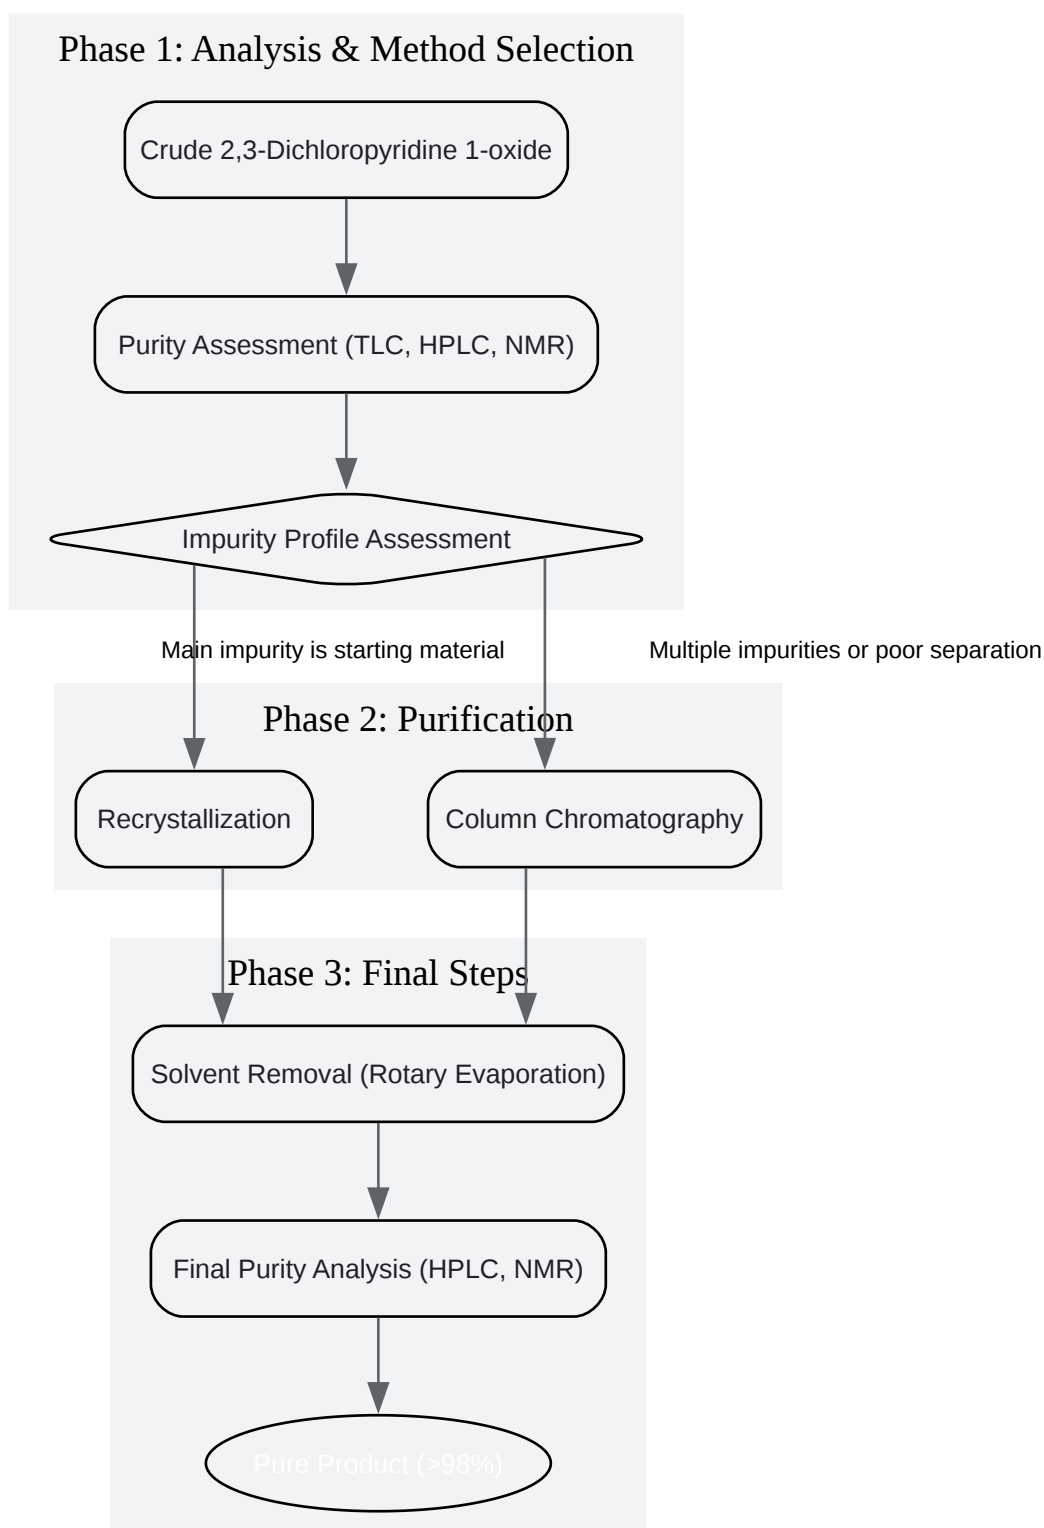 Phase 1: Analysis & Method Selection
Crude 2,3-Dichloropyridine 1-oxide
Purity Assessment (TLC, HPLC, NMR)
Impurity Profile Assessment
Main impurity is starting material
Multiple impurities or poor separation
Phase 2: Purification
Recrystallization
Column Chromatography
Phase 3: Final Steps
Solvent Removal (Rotary Evaporation)
Final Purity Analysis (HPLC, NMR)
Pure Product (>98%)